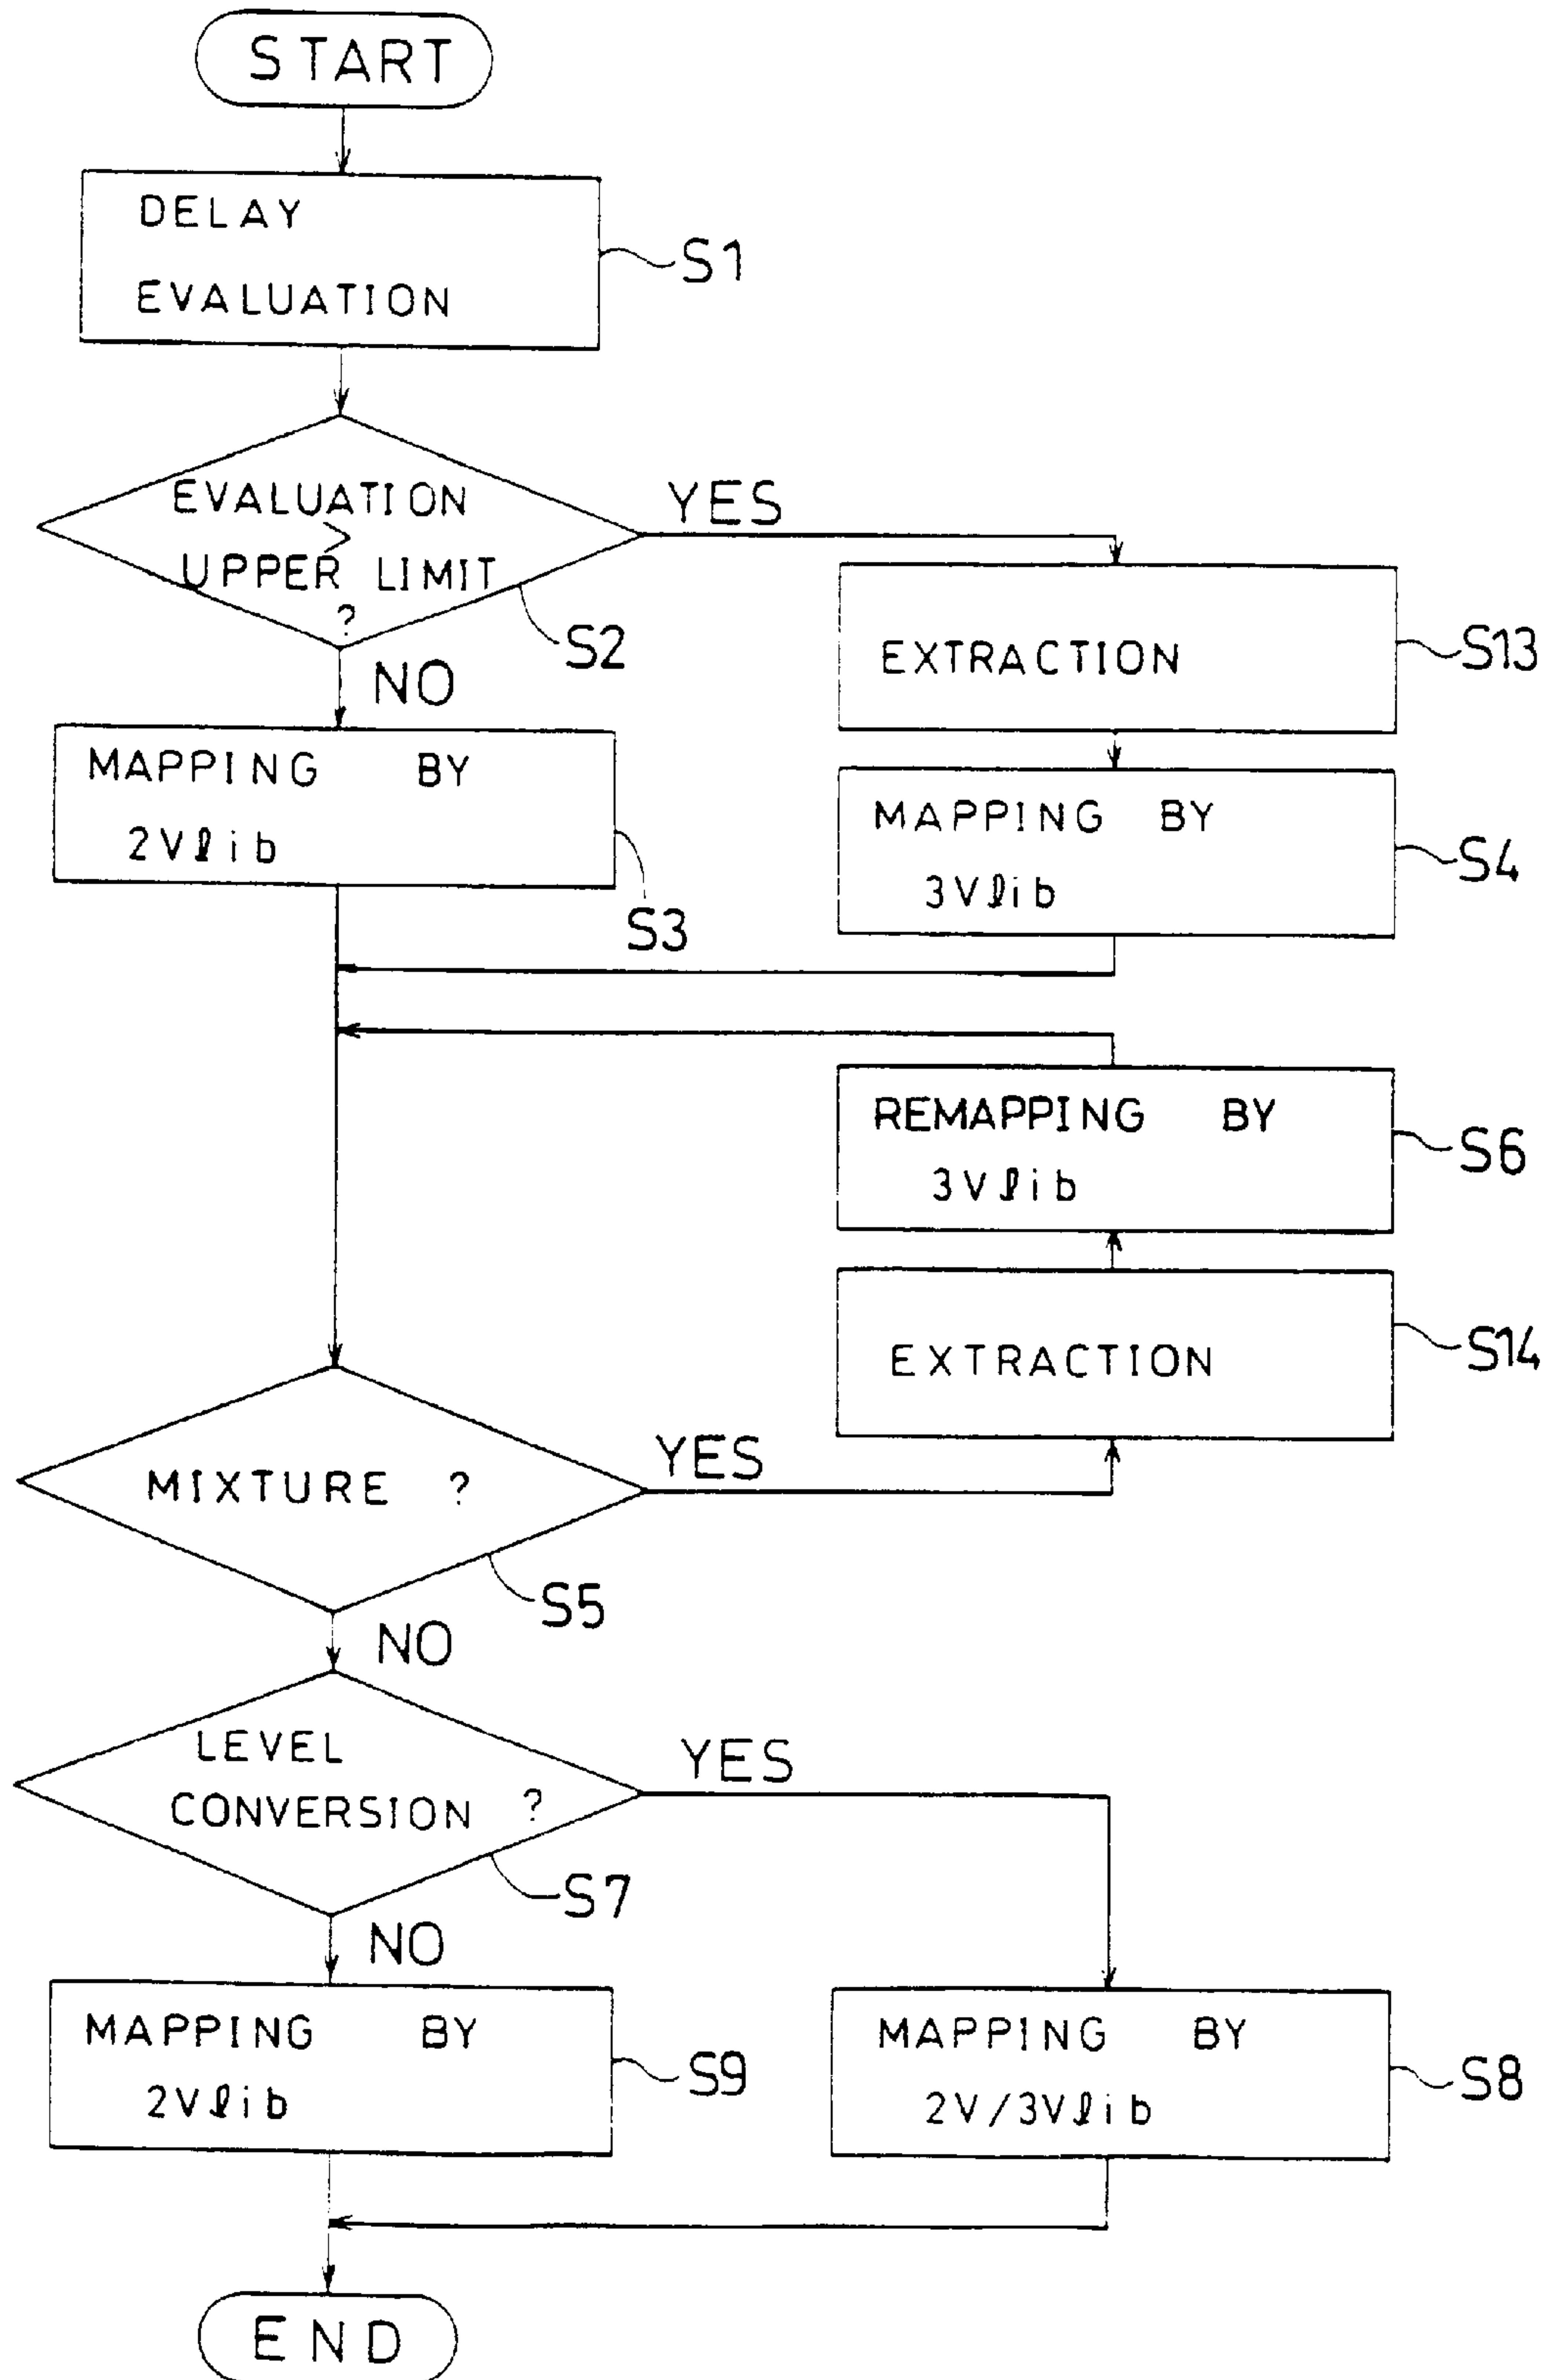 START
DELAY
EVALUATION
S1
EVALUATION
>
UPPER LIMIT
?
YES
S2
NO
EXTRACTION
S13
MAPPING BY
2Vlib
S3
MAPPING BY
3Vlib
S4
REMAPPING BY
3Vlib
S6
EXTRACTION
S14
MIXTURE ?
YES
S5
NO
LEVEL
CONVERSION ?
YES
S7
NO
MAPPING BY
2Vlib
S9
MAPPING BY
2V/3Vlib
S8
END